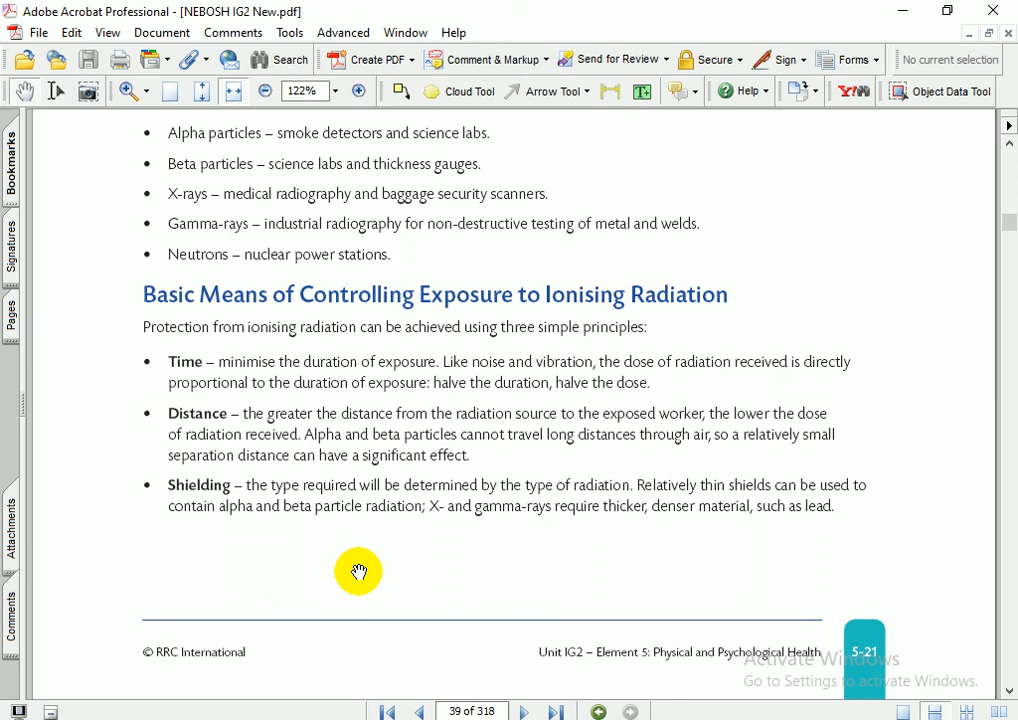 Adobe Acrobat Professional - [NEBOSH IG2 New.pdf]
File Edit View Document Comments Tools Advanced Window Help
Search Create PDF Comment & Markup Send for Review Secure Sign Forms No current selection
122% Cloud Tool Arrow Tool Help Y! Object Data Tool
Bookmarks
Signatures
Pages
Attachments
Comments
• Alpha particles – smoke detectors and science labs.
• Beta particles – science labs and thickness gauges.
• X-rays – medical radiography and baggage security scanners.
• Gamma-rays – industrial radiography for non-destructive testing of metal and welds.
• Neutrons – nuclear power stations.
Basic Means of Controlling Exposure to Ionising Radiation
Protection from ionising radiation can be achieved using three simple principles:
• Time – minimise the duration of exposure. Like noise and vibration, the dose of radiation received is directly
proportional to the duration of exposure: halve the duration, halve the dose.
• Distance – the greater the distance from the radiation source to the exposed worker, the lower the dose
of radiation received. Alpha and beta particles cannot travel long distances through air, so a relatively small
separation distance can have a significant effect.
• Shielding – the type required will be determined by the type of radiation. Relatively thin shields can be used to
contain alpha and beta particle radiation; X- and gamma-rays require thicker, denser material, such as lead.
© RRC International Unit IG2 – Element 5: Physical and Psychological Health 5-21
Activate Windows
Go to Settings to activate Windows.
39 of 318